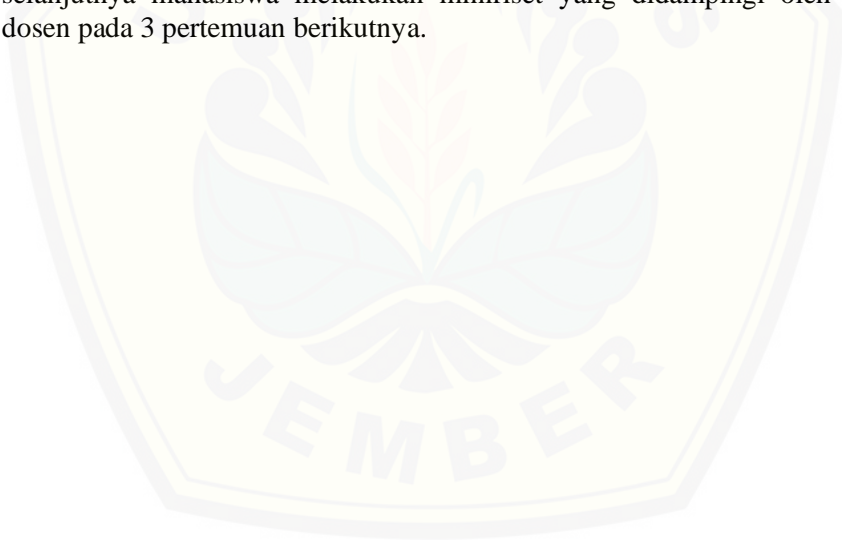 selanjutnya mahasiswa melakukan miniriset yang didampingi oleh
dosen pada 3 pertemuan berikutnya.
JEMBER